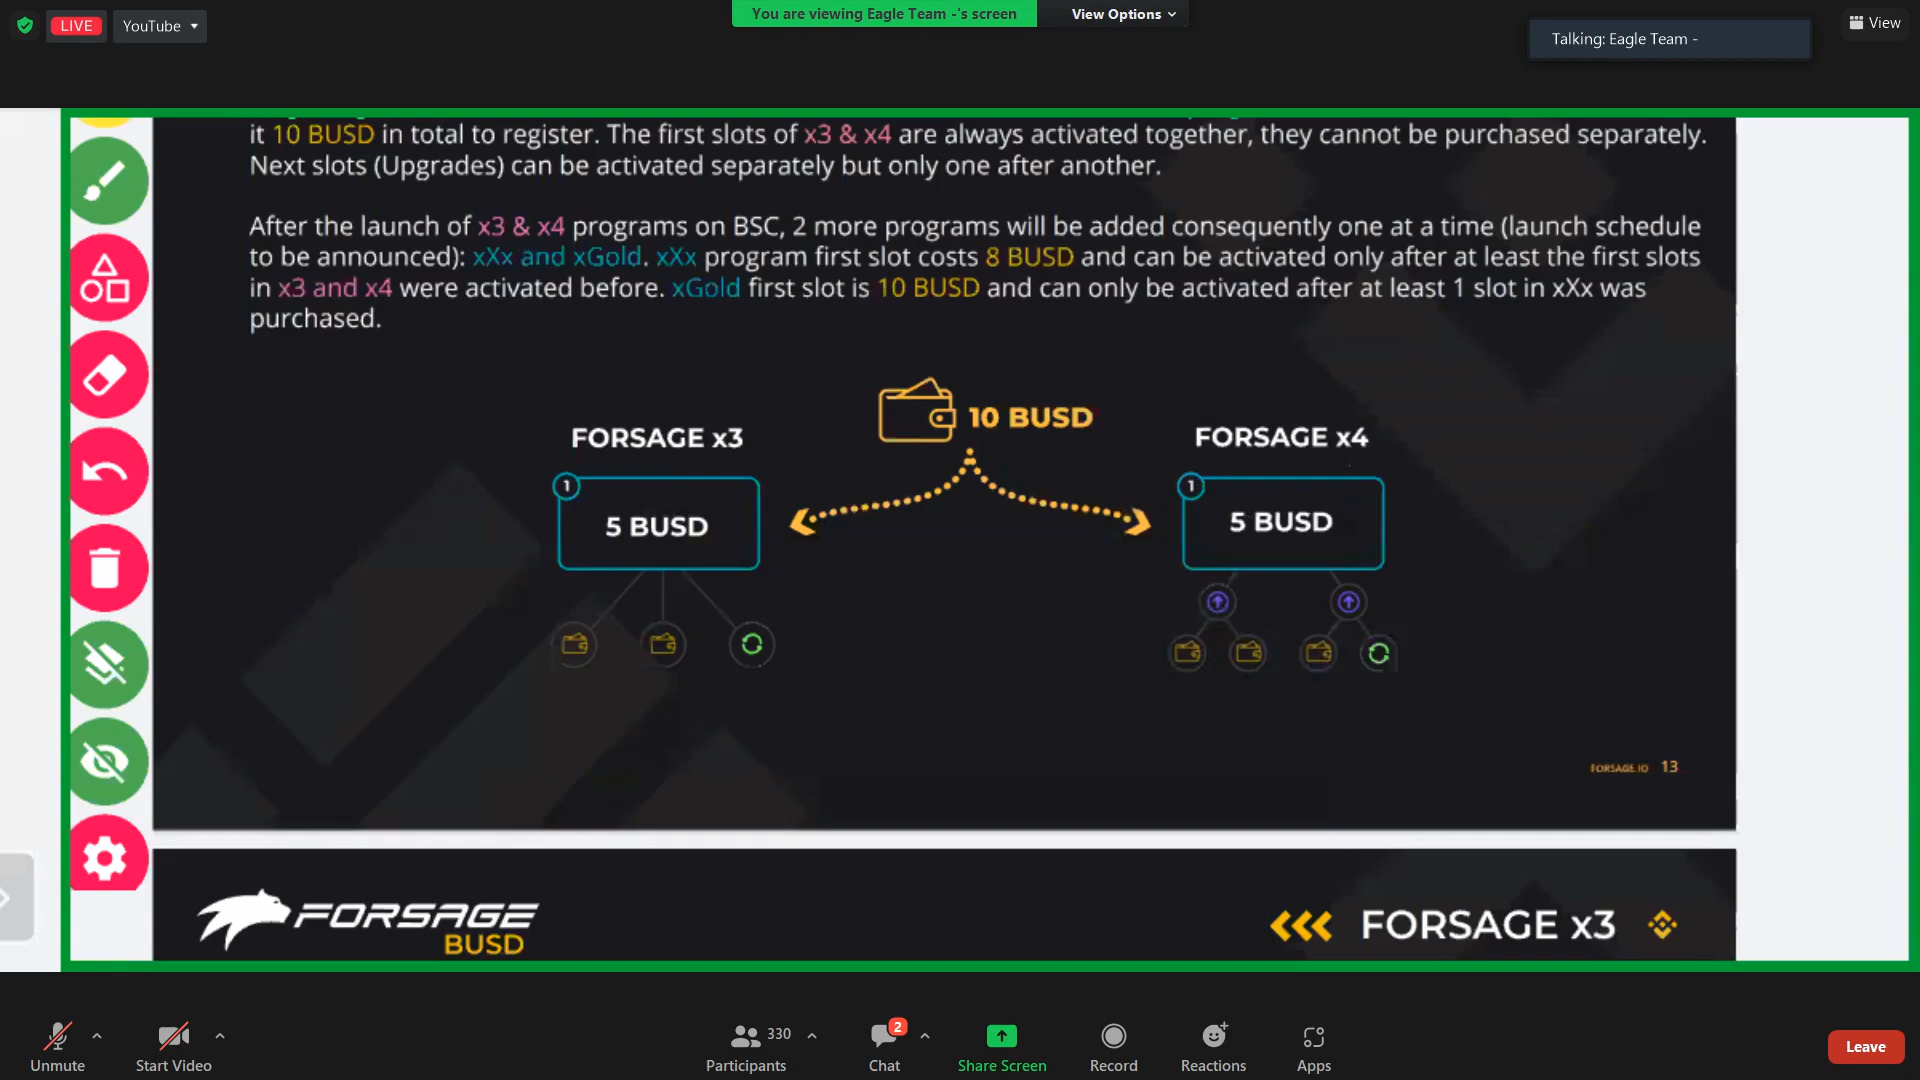 LIVE
YouTube
You are viewing Eagle Team -'s screen
View Options
Talking: Eagle Team -
View
it 10 BUSD in total to register. The first slots of x3 & x4 are always activated together, they cannot be purchased separately.
Next slots (Upgrades) can be activated separately but only one after another.
After the launch of x3 & x4 programs on BSC, 2 more programs will be added consequently one at a time (launch schedule
to be announced): xXx and xGold. xXx program first slot costs 8 BUSD and can be activated only after at least the first slots
in x3 and x4 were activated before. xGold first slot is 10 BUSD and can only be activated after at least 1 slot in xXx was
purchased.
10 BUSD
FORSAGE x3
FORSAGE x4
1
5 BUSD
1
5 BUSD
FORSAGE.IO 13
FORSAGE
BUSD
FORSAGE x3
Unmute
Start Video
330
Participants
2
Chat
Share Screen
Record
Reactions
Apps
Leave